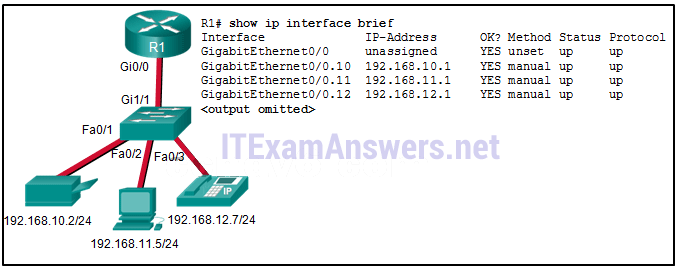 R1# show ip interface brief
Interface IP-Address OK? Method Status Protocol
GigabitEthernet0/0 unassigned YES unset up up
GigabitEthernet0/0.10 192.168.10.1 YES manual up up
GigabitEthernet0/0.11 192.168.11.1 YES manual up up
GigabitEthernet0/0.12 192.168.12.1 YES manual up up
<output omitted>
R1
Gi0/0
Gi1/1
Fa0/1
Fa0/2
Fa0/3
ITExamAnswers.net
IP
192.168.10.2/24
192.168.11.5/24
192.168.12.7/24